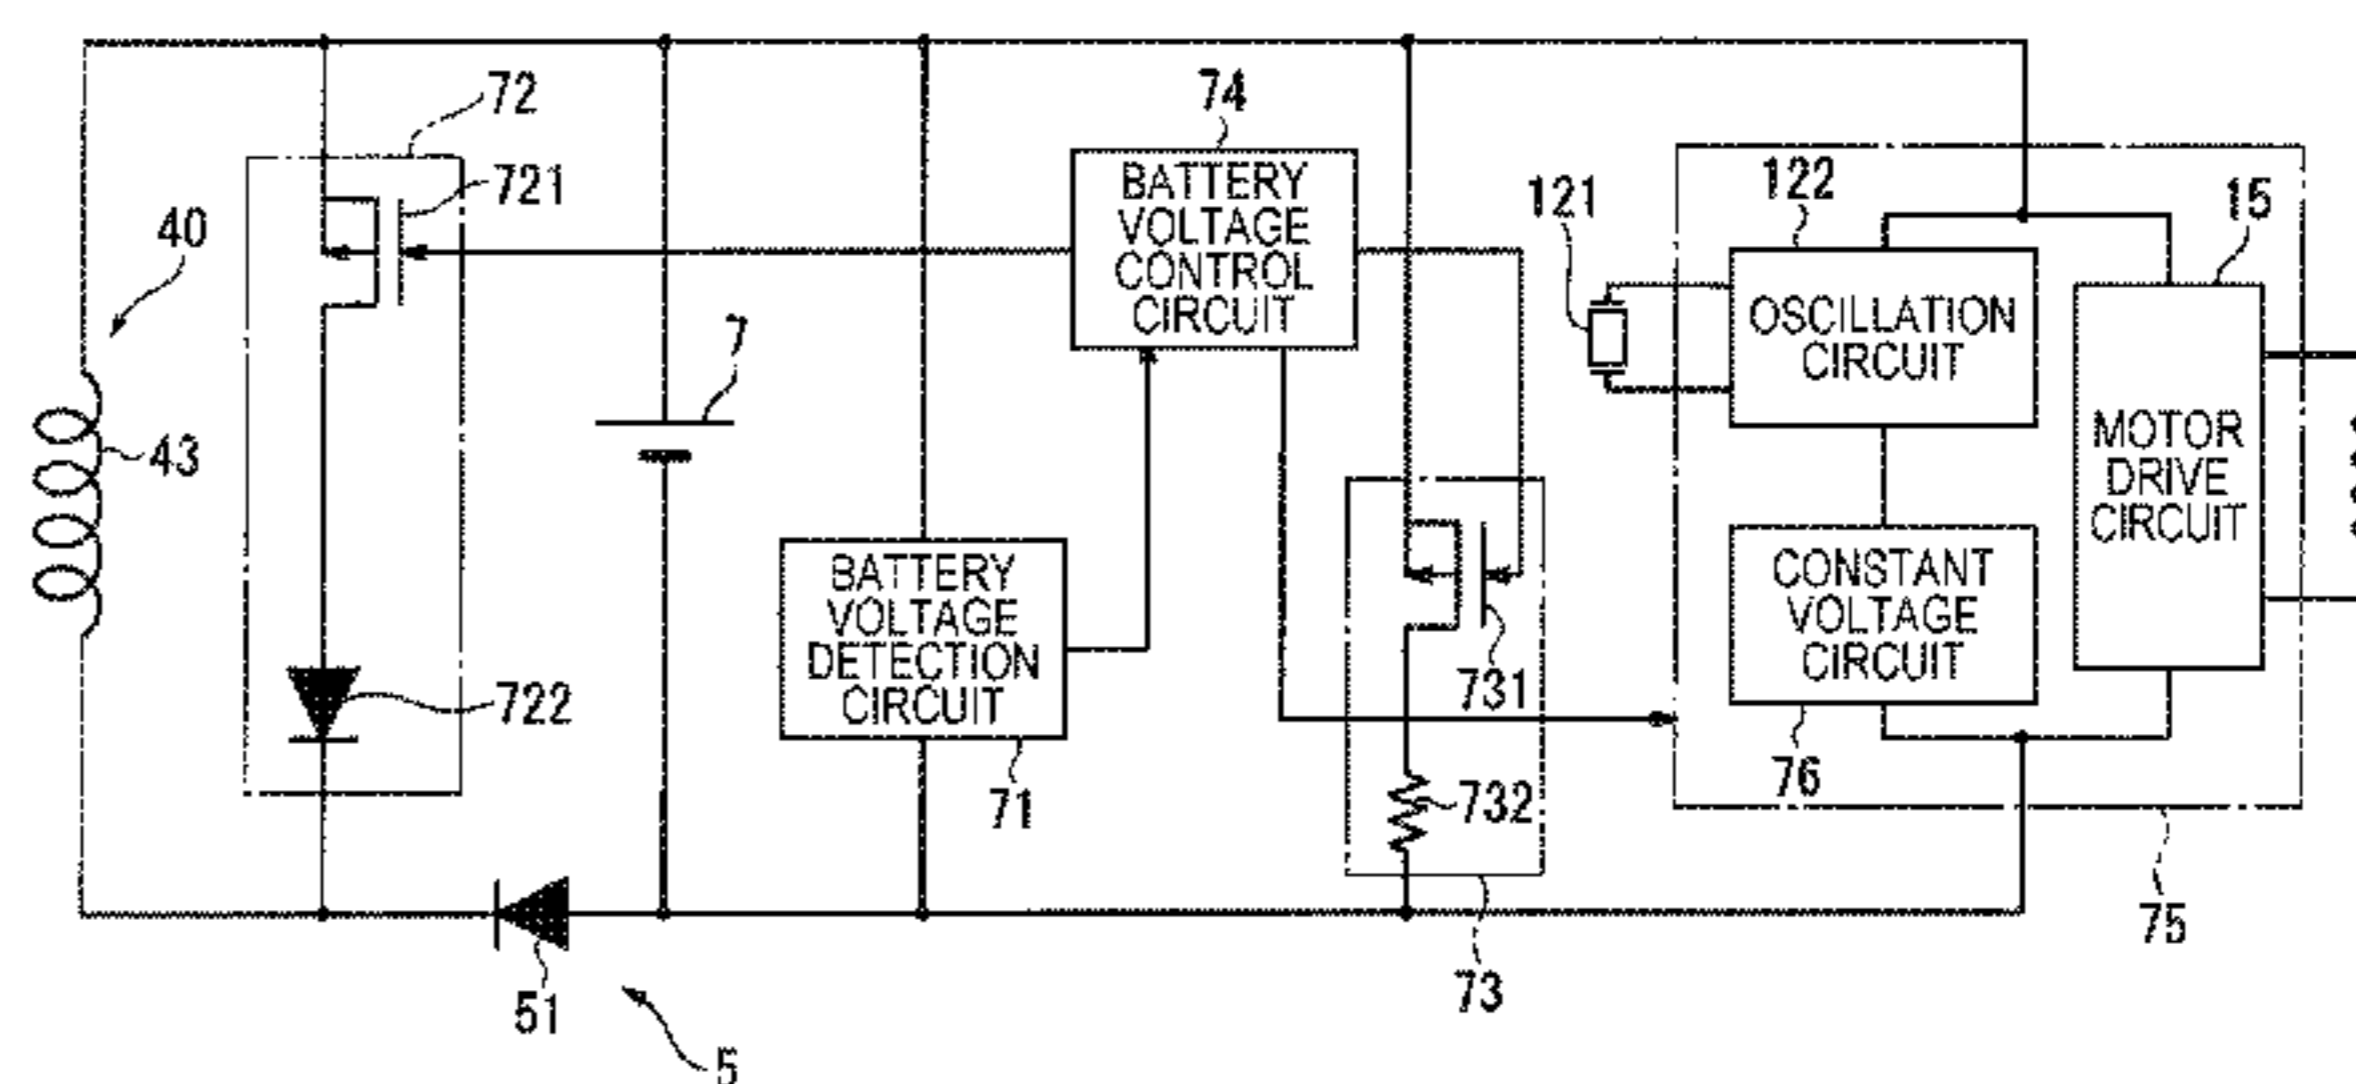 72
721
40
43
722
51
5
7
BATTERY
VOLTAGE
DETECTION
CIRCUIT
71
74
BATTERY
VOLTAGE
CONTROL
CIRCUIT
731
732
73
121
122
OSCILLATION
CIRCUIT
CONSTANT
VOLTAGE
CIRCUIT
76
15
MOTOR
DRIVE
CIRCUIT
75